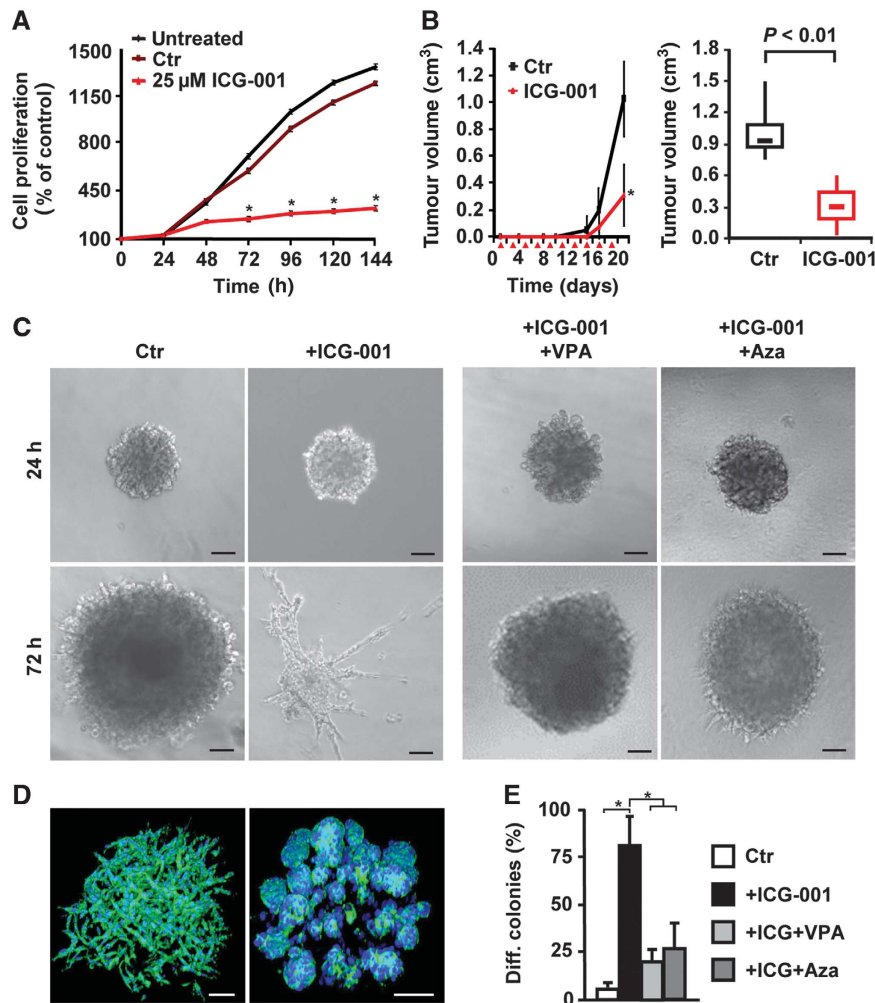 A
Untreated
Ctr
25 µM ICG-001
Cell proliferation
(% of control)
1500
1150
800
450
100
0 24 48 72 96 120 144
* * * *
Time (h)
B
Ctr
ICG-001
Tumour volume (cm³)
1.4
1.2
1.0
0.8
0.6
0.4
0.2
0.0
0 4 8 12 16 20
*
Time (days)
P < 0.01
Tumour volume (cm³)
1.8
1.5
1.2
0.9
0.6
0.3
0.0
Ctr ICG-001
C
Ctr
+ICG-001
+ICG-001
+VPA
+ICG-001
+Aza
24 h
72 h
D
E
Diff. colonies (%)
100
75
50
25
0
* *
Ctr
+ICG-001
+ICG+VPA
+ICG+Aza